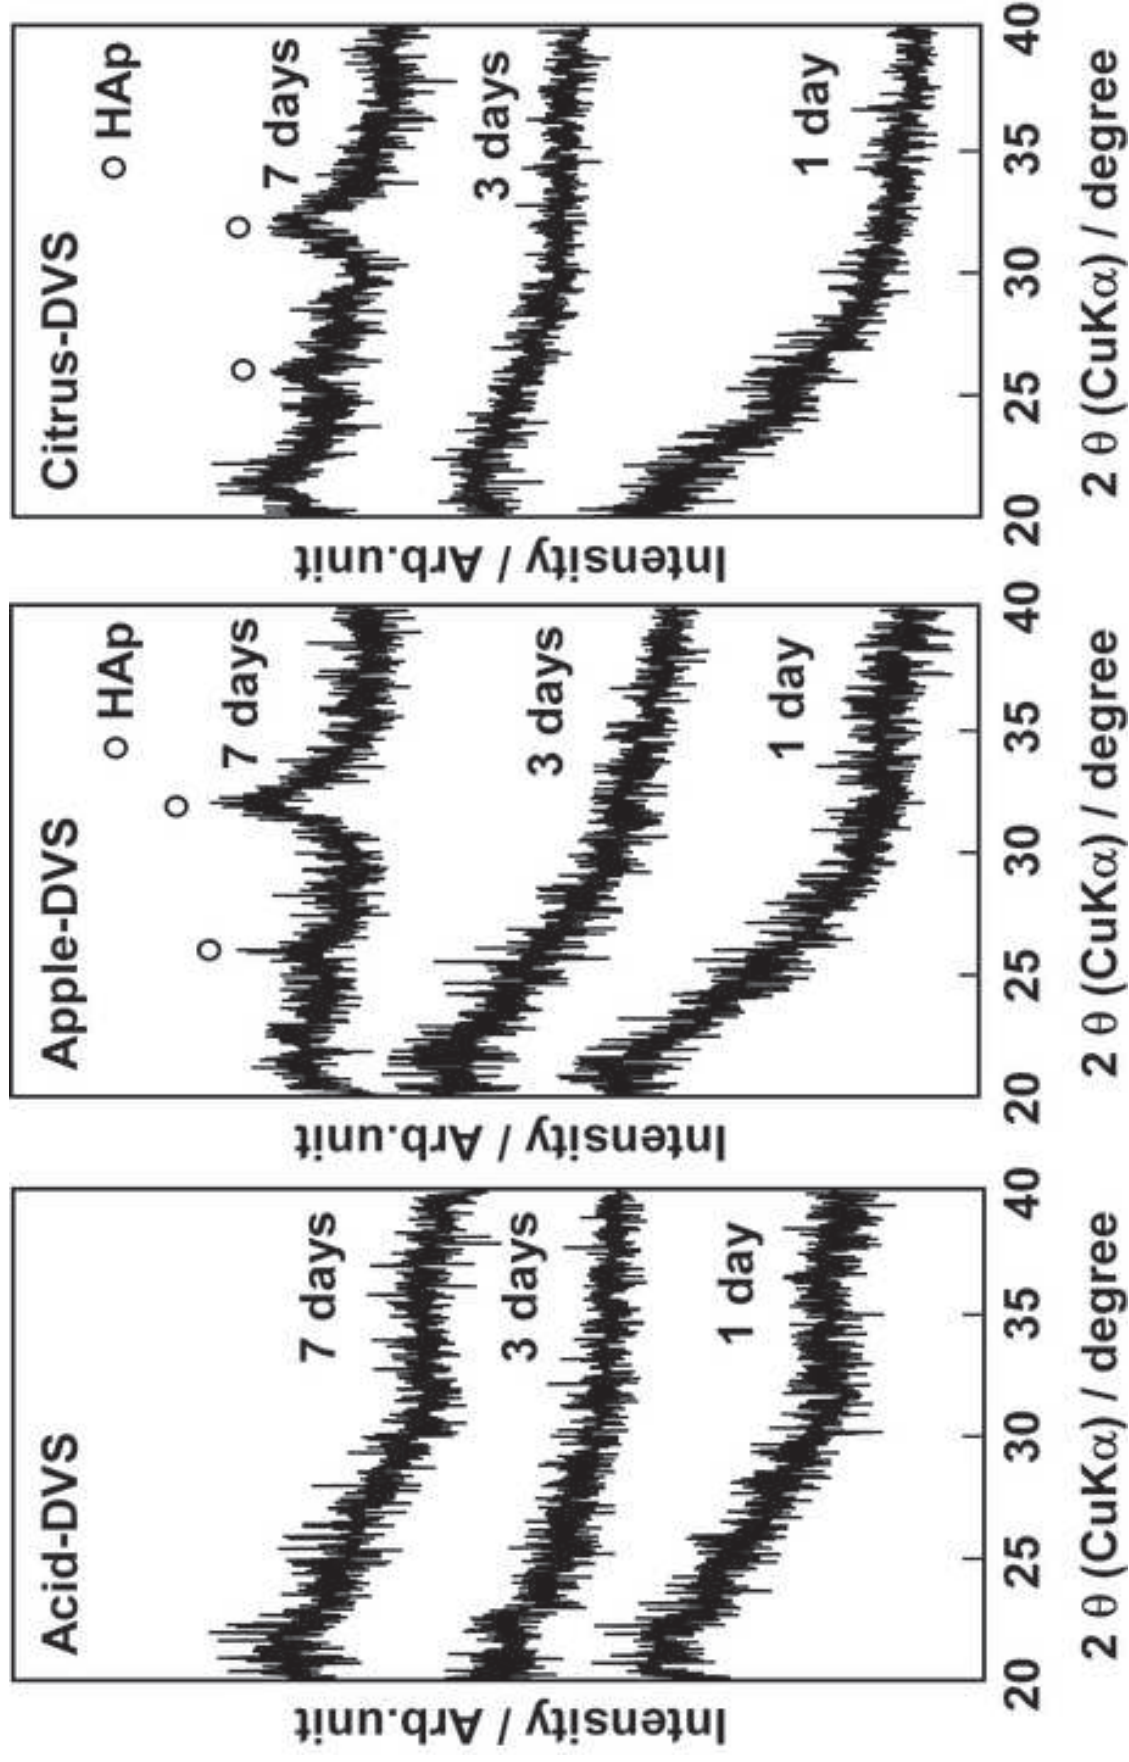 Acid-DVS
7 days
3 days
1 day
Intensity / Arb.unit
20 25 30 35 40
2 θ (CuKα) / degree
Apple-DVS
HAp
7 days
3 days
1 day
Intensity / Arb.unit
20 25 30 35 40
2 θ (CuKα) / degree
Citrus-DVS
HAp
7 days
3 days
1 day
Intensity / Arb.unit
20 25 30 35 40
2 θ (CuKα) / degree